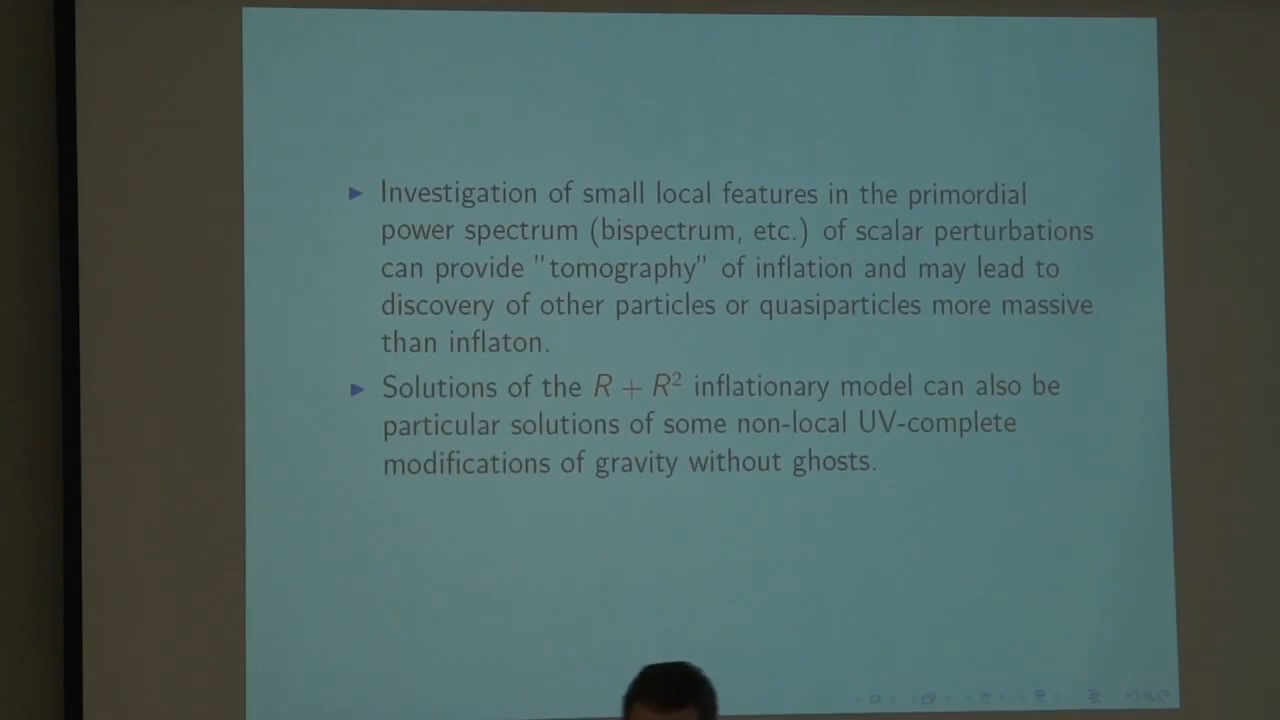 ▶ Investigation of small local features in the primordial
power spectrum (bispectrum, etc.) of scalar perturbations
can provide "tomography" of inflation and may lead to
discovery of other particles or quasiparticles more massive
than inflaton.
▶ Solutions of the R + R² inflationary model can also be
particular solutions of some non-local UV-complete
modifications of gravity without ghosts.